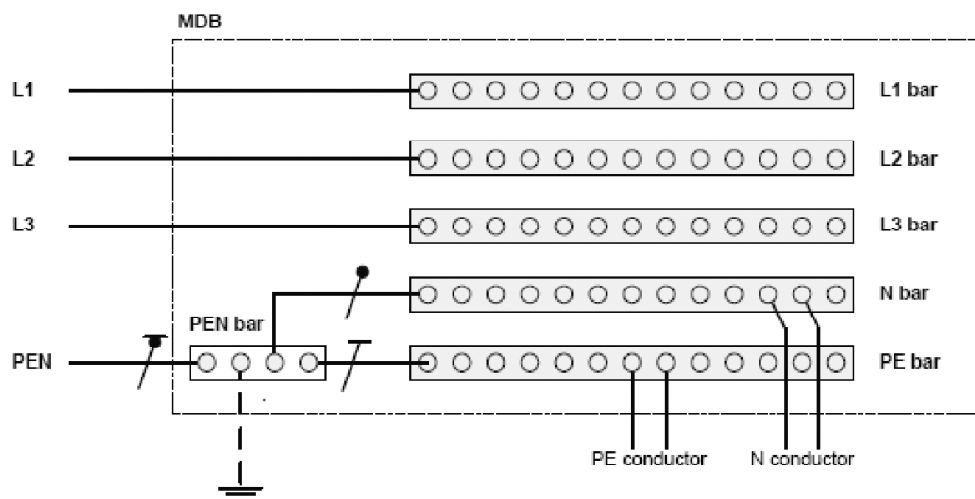 MDB
L1
L1 bar
L2
L2 bar
L3
L3 bar
N bar
PEN bar
PEN
PE bar
PE conductor
N conductor